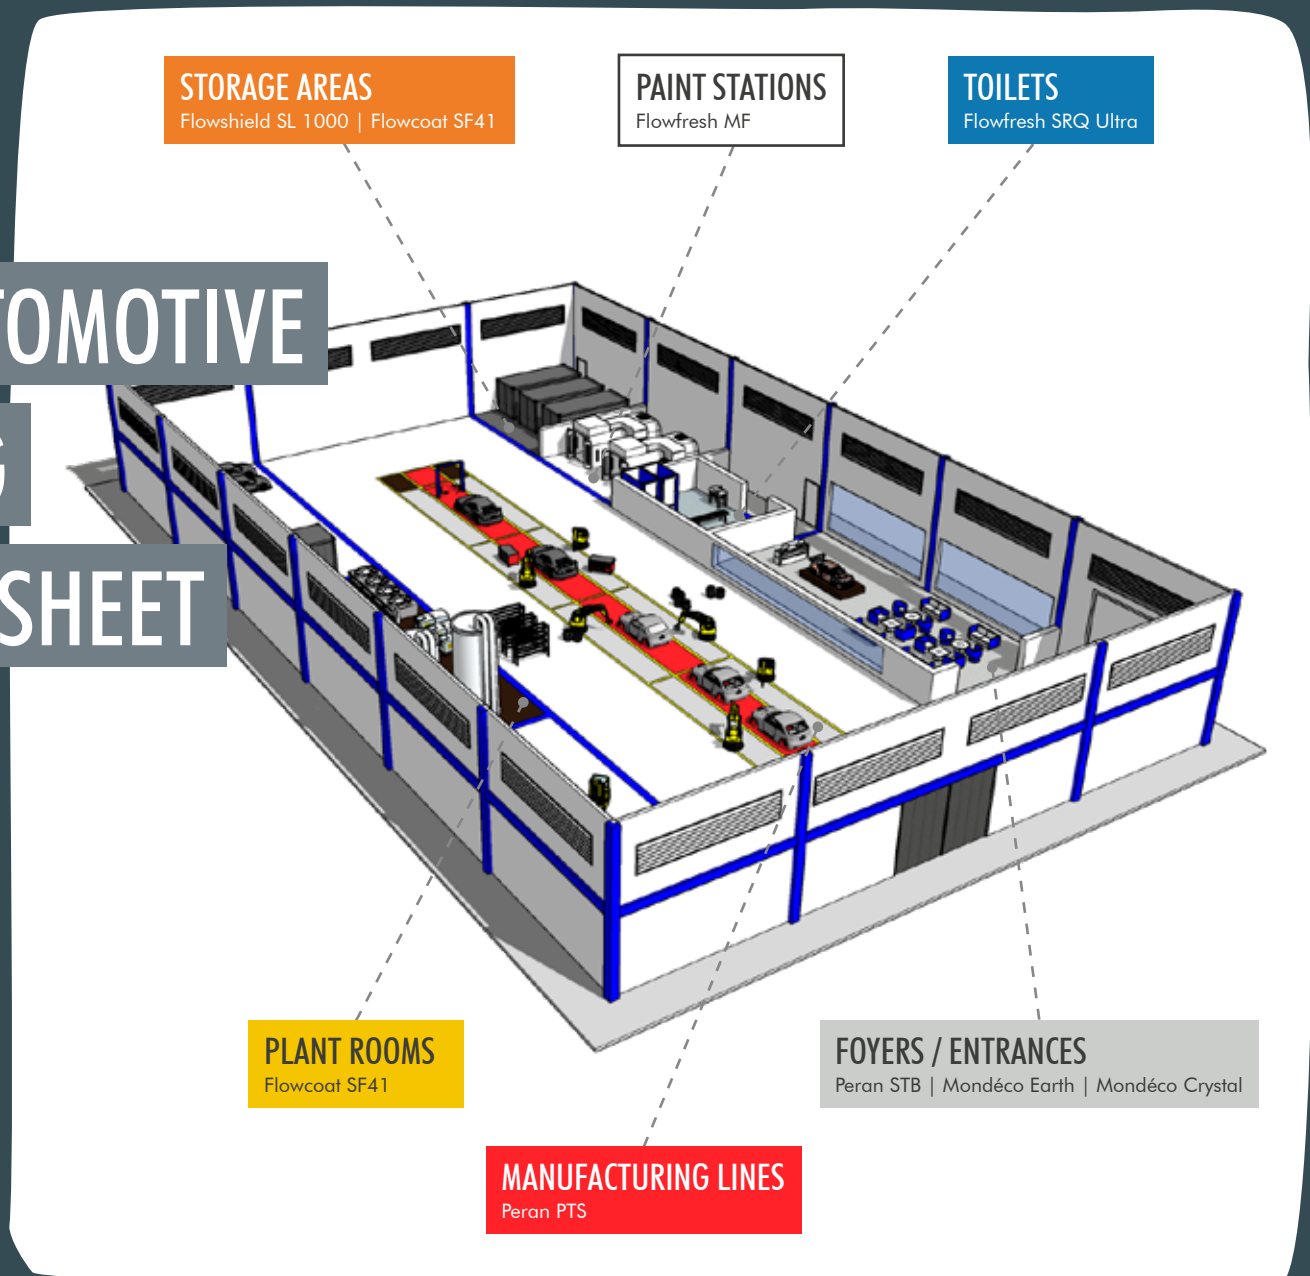 STORAGE AREAS
Flowshield SL 1000 | Flowcoat SF41
PAINT STATIONS
Flowfresh MF
TOILETS
Flowfresh SRQ Ultra
TOMOTIVE
G
SHEET
PLANT ROOMS
Flowcoat SF41
FOYERS / ENTRANCES
Peran STB | Mondéco Earth | Mondéco Crystal
MANUFACTURING LINES
Peran PTS